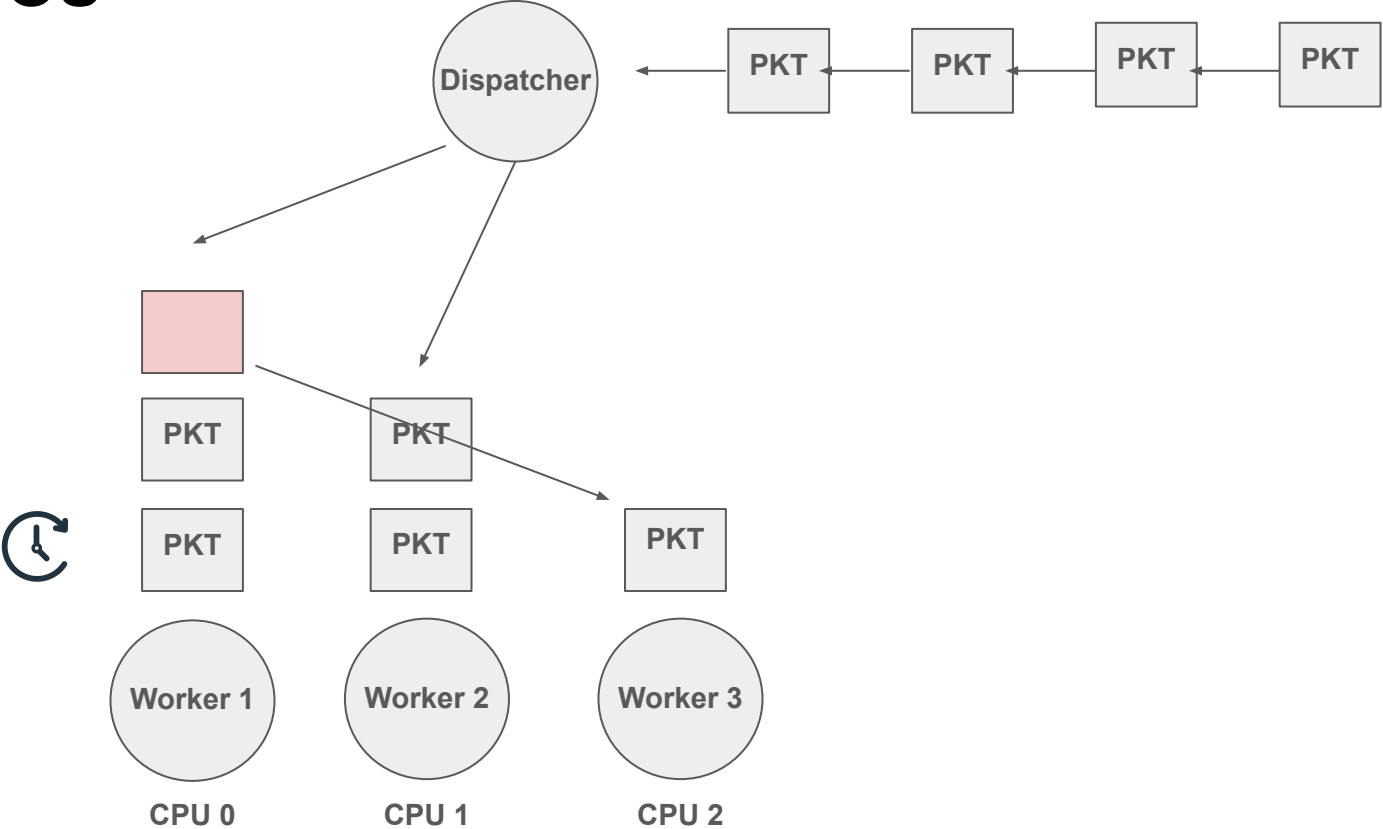 Dispatcher
PKT
PKT
PKT
PKT
PKT
PKT
PKT
PKT
PKT
Worker 1
Worker 2
Worker 3
CPU 0
CPU 1
CPU 2